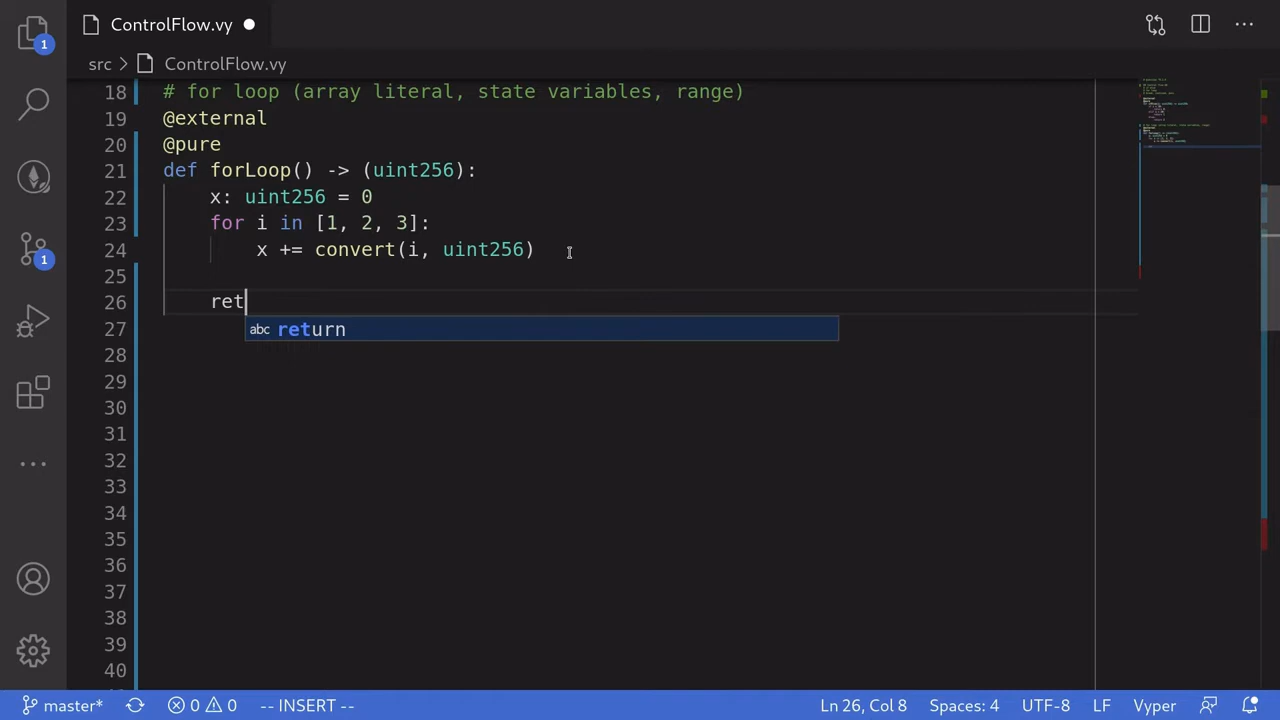 ControlFlow.vy
src > ControlFlow.vy
1
1
18 # for loop (array literal, state variables, range)
19 @external
20 @pure
21 def forLoop() -> (uint256):
22 x: uint256 = 0
23 for i in [1, 2, 3]:
24 x += convert(i, uint256)
25
26 ret
abc return
27
28
29
30
31
32
33
34
35
36
37
38
39
40
master* 0 0 -- INSERT -- Ln 26, Col 8 Spaces: 4 UTF-8 LF Vyper